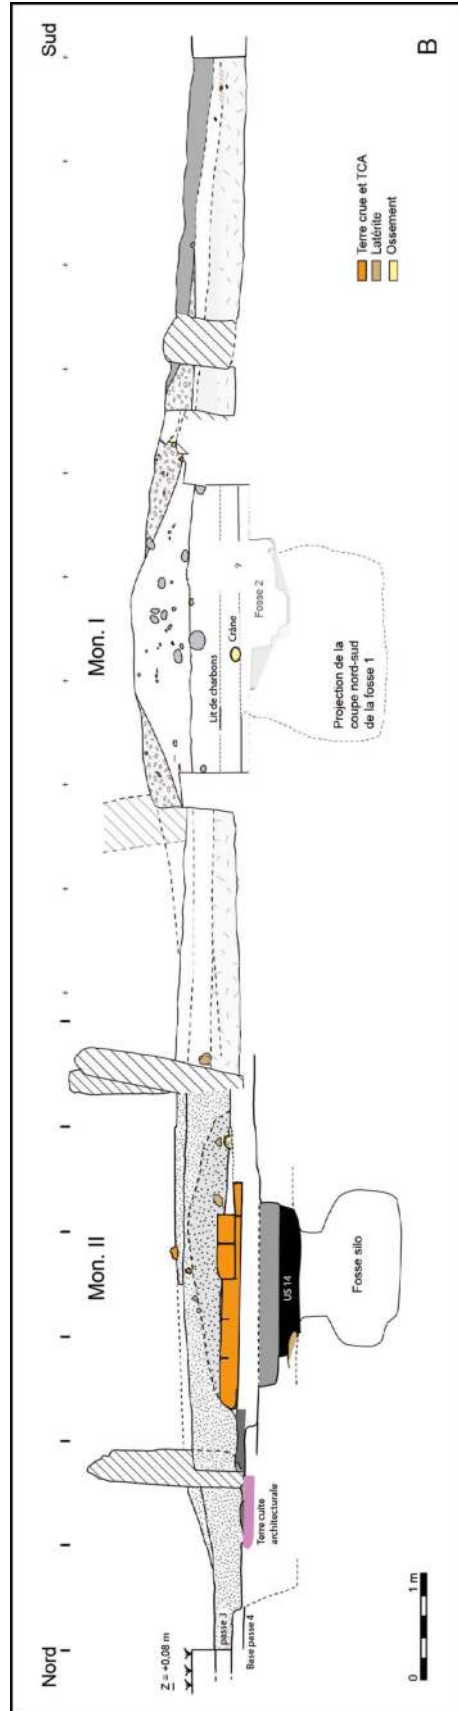 Nord
Sud
Mon. II
Mon. I
Z = +0,08 m
passe 3
Base passe 4
Terre cuite
architecturale
US 14
Fosse silo
Lit de charbons
Crâne
?
Fosse 2
Projection de la
coupe nord-sud
de la fosse 1
Terre crue et TCA
Latérite
Ossement
0
1 m
B